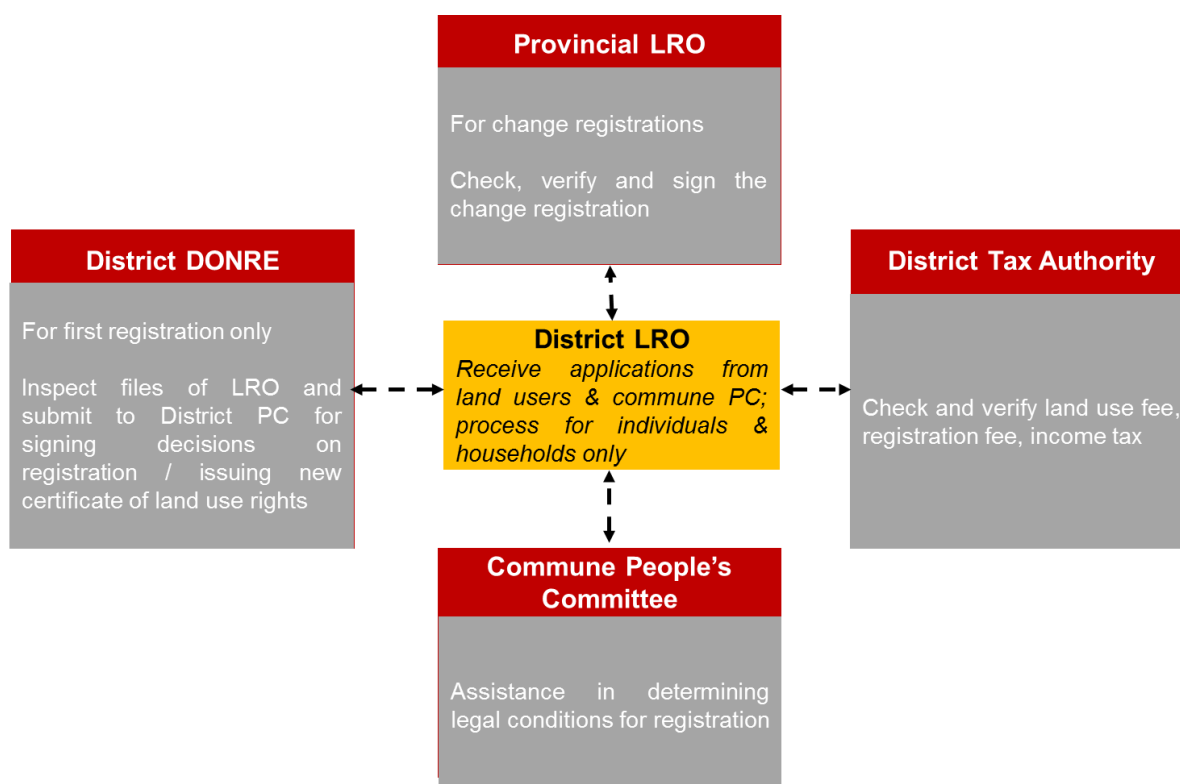 Provincial LRO
For change registrations
Check, verify and sign the
change registration
District DONRE
For first registration only
Inspect files of LRO and
submit to District PC for
signing decisions on
registration / issuing new
certificate of land use rights
District LRO
Receive applications from
land users & commune PC;
process for individuals &
households only
District Tax Authority
Check and verify land use fee,
registration fee, income tax
Commune People’s
Committee
Assistance in determining
legal conditions for registration